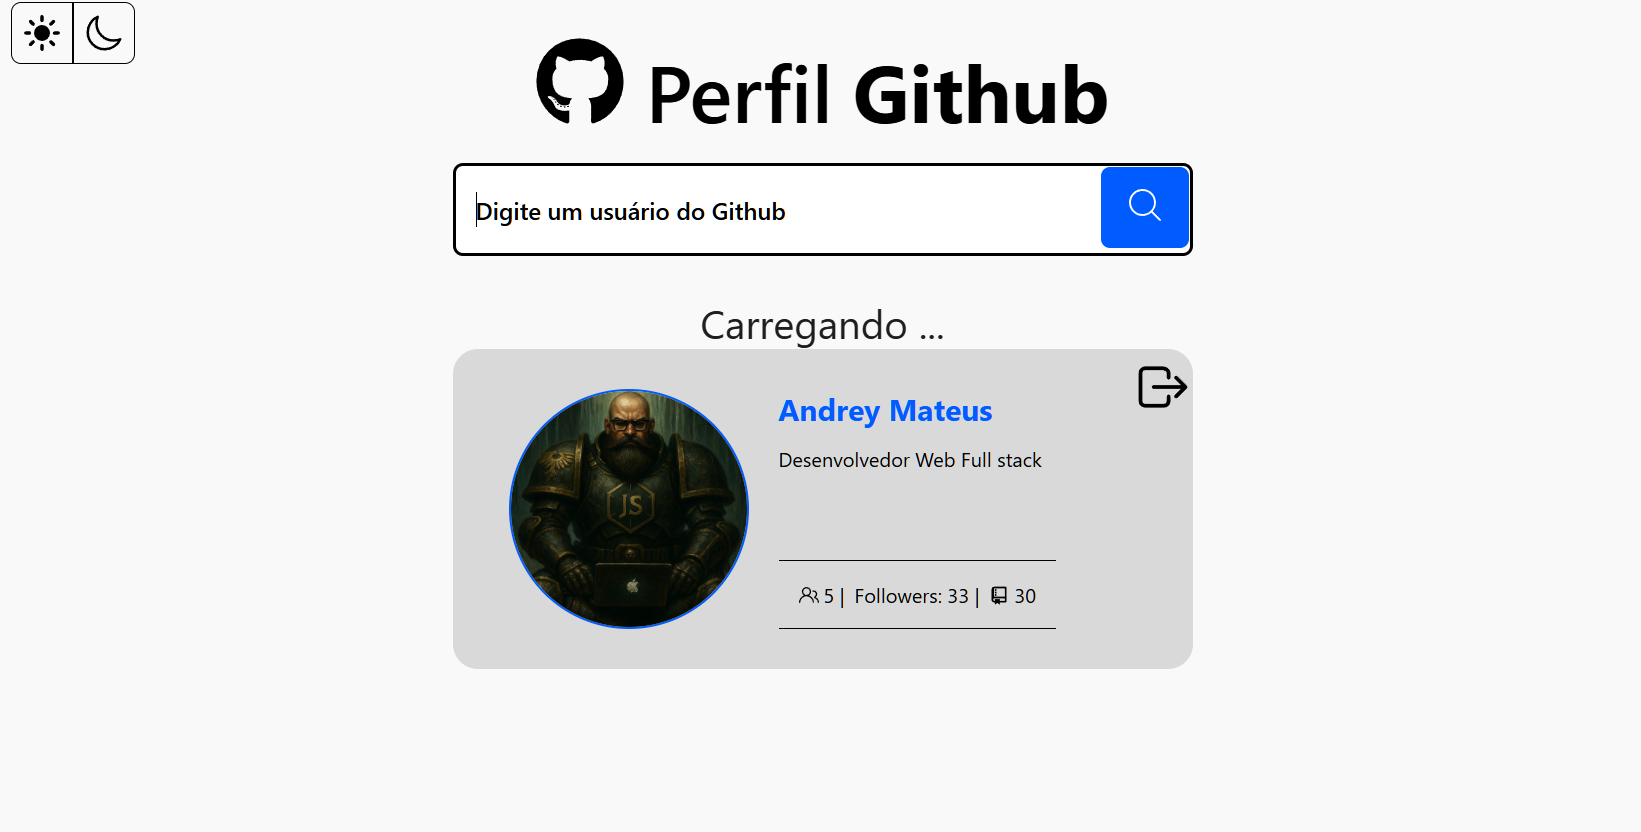 Perfil Github
Digite um usuário do Github
Carregando ...
Andrey Mateus
Desenvolvedor Web Full stack
JS
5 | Followers: 33 | 30